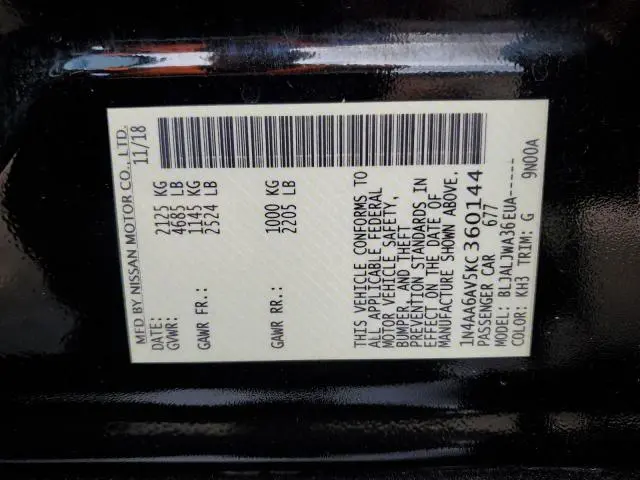 MFD BY NISSAN MOTOR CO., LTD.
DATE: 11/18
GVWR: 2125 KG
4685 LB
GAWR FR: 1145 KG
2524 LB
GAWR RR: 1000 KG
2205 LB
THIS VEHICLE CONFORMS TO
ALL APPLICABLE FEDERAL
MOTOR VEHICLE SAFETY,
BUMPER, AND THEFT
PREVENTION STANDARDS IN
EFFECT ON THE DATE OF
MANUFACTURE SHOWN ABOVE.
1N4AA6AV5KC360144
PASSENGER CAR 677
MODEL: BLJALJWA36EUA-----
COLOR: KH3 TRIM: G 9N00A